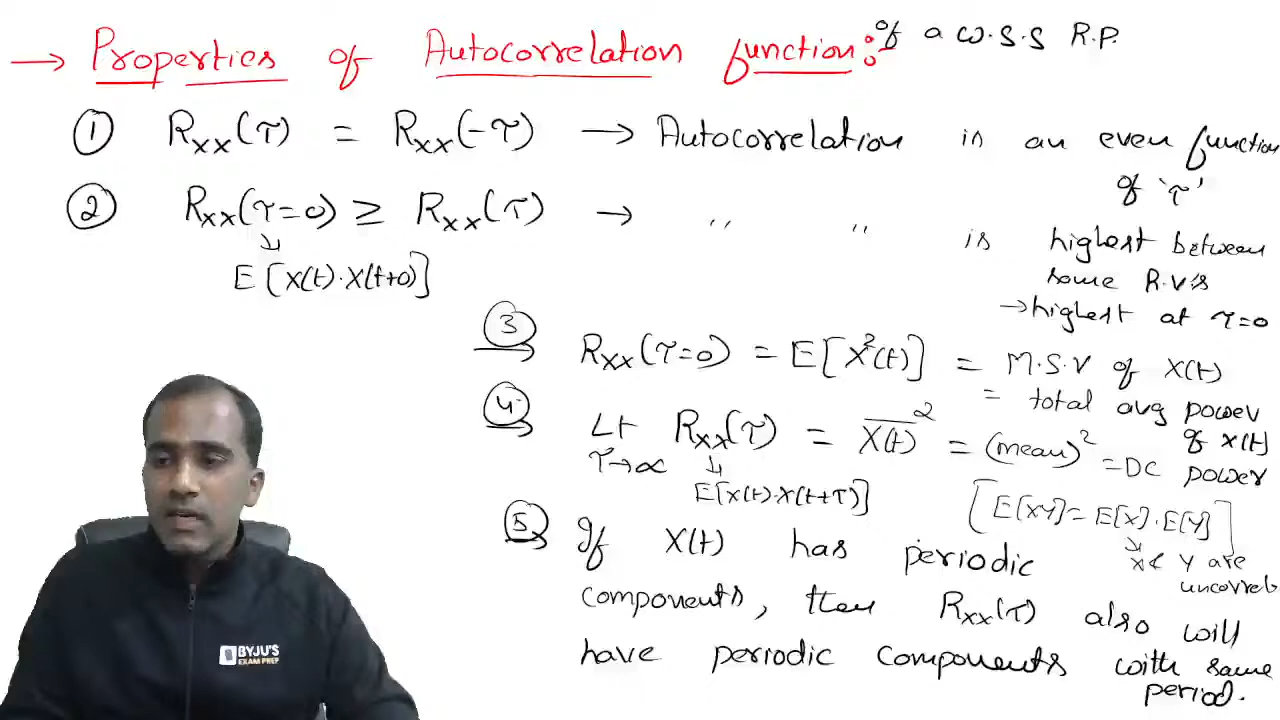 → Properties of Autocorrelation function: of a W.S.S R.P.
① Rxx(τ) = Rxx(-τ) → Autocorrelation is an even function of 'τ'
② Rxx(τ=0) ≥ Rxx(τ) → '' '' is highest between
some R.V's
→ highest at τ=0
↘
E[X(t)·X(t+0)]
③ Rxx(τ=0) = E[X²(t)] = M.S.V of X(t)
= total avg power of X(t)
④ Lt τ→∞ Rxx(τ) = \overline{X(t)}² = (mean)² = DC power
↘
E[X(t)·X(t+τ)]
[E[XY] = E[X]·E[Y]]
↘
X & Y are
uncorrel
⑤ If X(t) has periodic
components, then Rxx(τ) also will
have periodic components with same
period.
BYJU'S
EXAM PREP